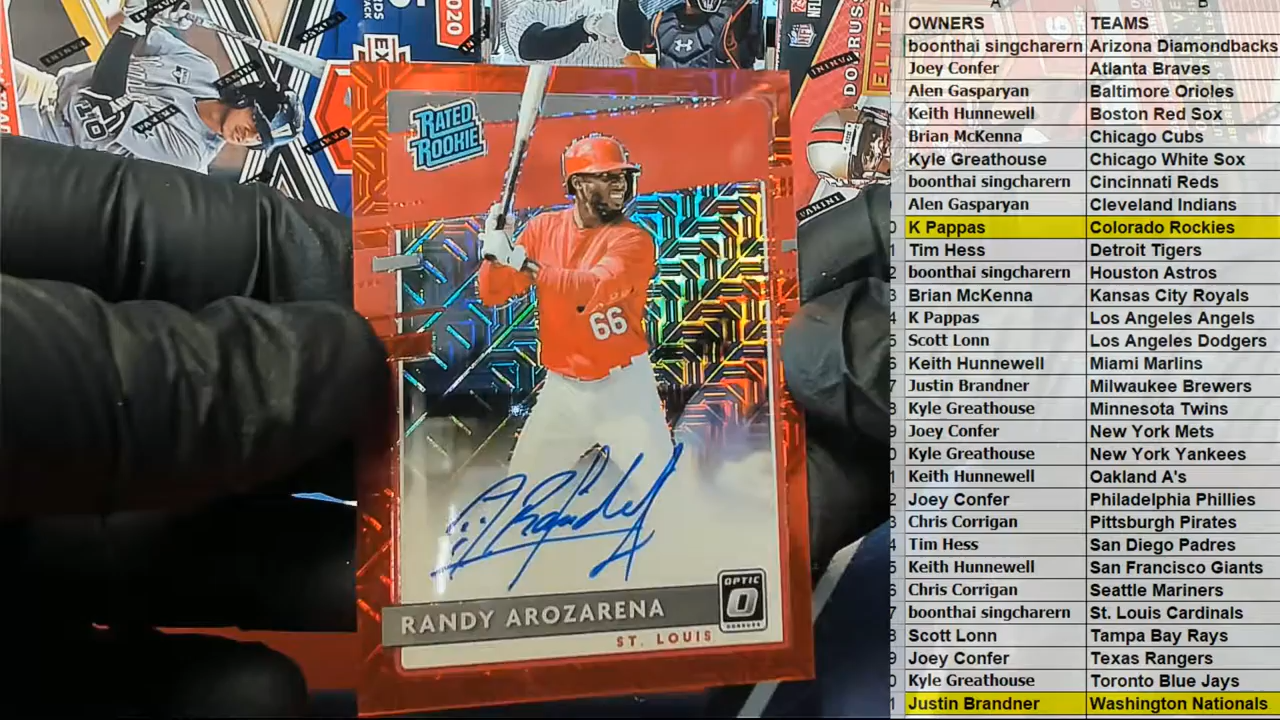 RATED
ROOKIE
66
RANDY AROZARENA
ST. LOUIS
OPTIC
DONRUSS
2020
NFL
DONRUSS
ELITE
PANINI
OWNERS TEAMS
boonthai singcharern Arizona Diamondbacks
Joey Confer Atlanta Braves
Alen Gasparyan Baltimore Orioles
Keith Hunnewell Boston Red Sox
Brian McKenna Chicago Cubs
Kyle Greathouse Chicago White Sox
boonthai singcharern Cincinnati Reds
Alen Gasparyan Cleveland Indians
K Pappas Colorado Rockies
Tim Hess Detroit Tigers
boonthai singcharern Houston Astros
Brian McKenna Kansas City Royals
K Pappas Los Angeles Angels
Scott Lonn Los Angeles Dodgers
Keith Hunnewell Miami Marlins
Justin Brandner Milwaukee Brewers
Kyle Greathouse Minnesota Twins
Joey Confer New York Mets
Kyle Greathouse New York Yankees
Keith Hunnewell Oakland A's
Joey Confer Philadelphia Phillies
Chris Corrigan Pittsburgh Pirates
Tim Hess San Diego Padres
Keith Hunnewell San Francisco Giants
Chris Corrigan Seattle Mariners
boonthai singcharern St. Louis Cardinals
Scott Lonn Tampa Bay Rays
Joey Confer Texas Rangers
Kyle Greathouse Toronto Blue Jays
Justin Brandner Washington Nationals